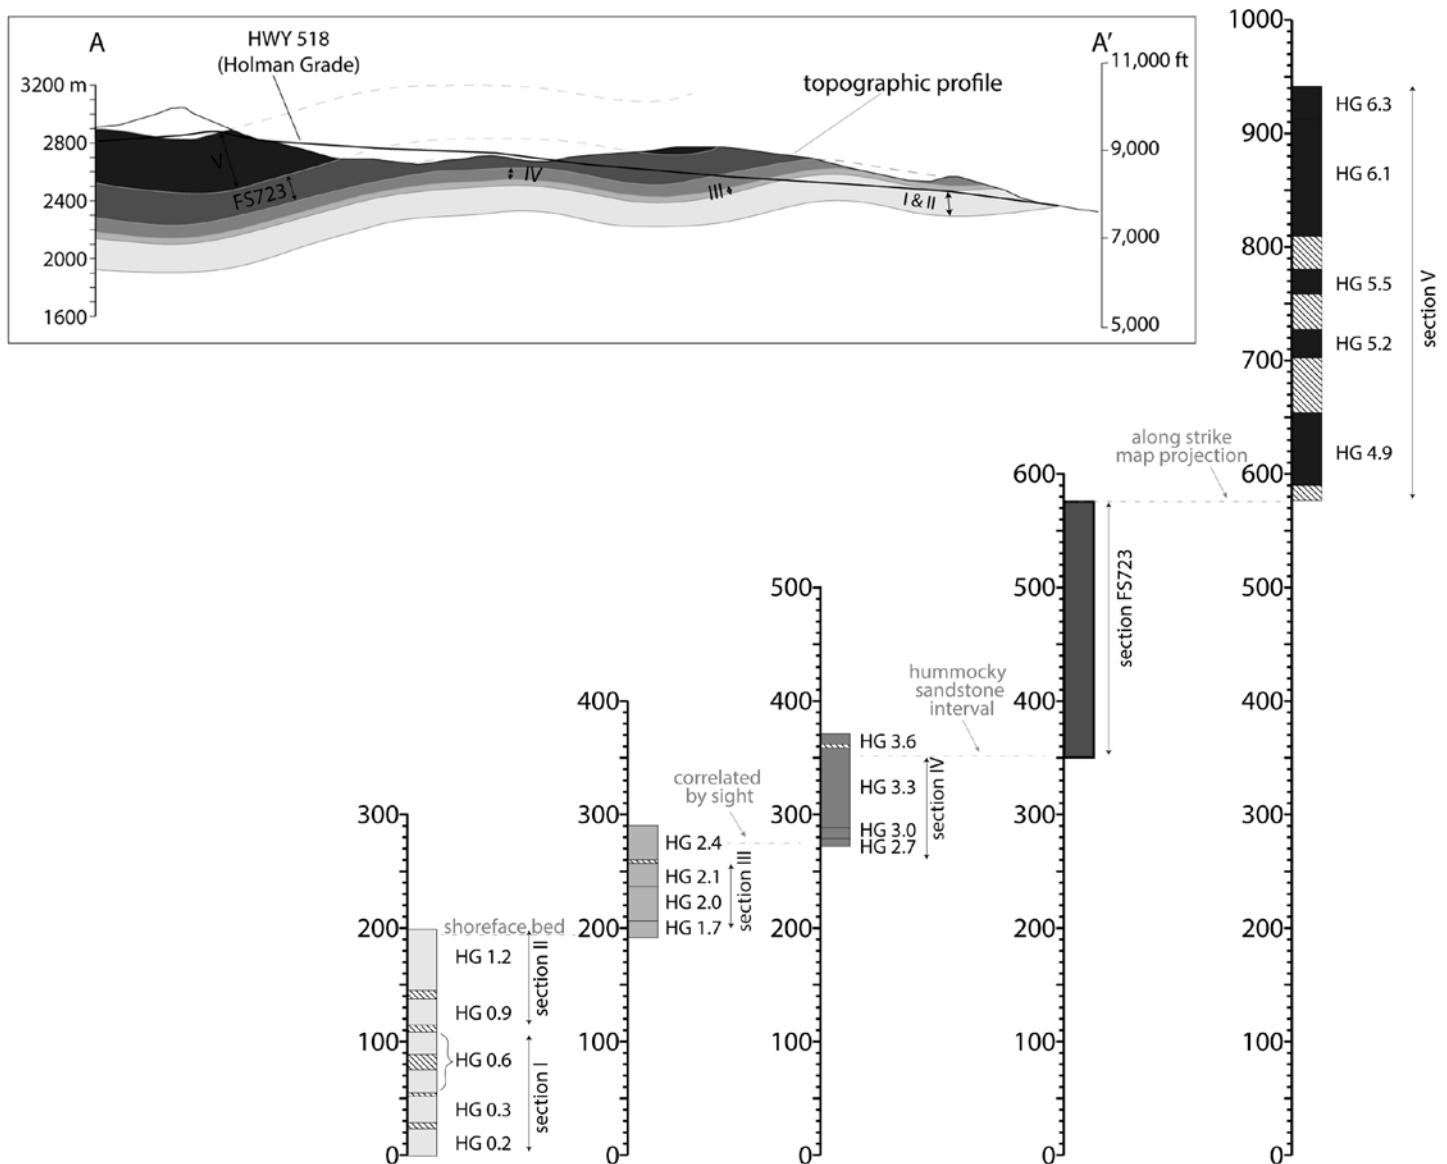 A
HWY 518
(Holman Grade)
A'
topographic profile
3200 m
2800
2400
2000
1600
11,000 ft
9,000
7,000
5,000
V
FS723
IV
III
I & II
1000
900
800
700
600
500
400
300
200
100
0
HG 6.3
HG 6.1
HG 5.5
HG 5.2
HG 4.9
section V
along strike
map projection
600
500
400
300
200
100
0
section FS723
hummocky
sandstone
interval
500
400
300
200
100
0
HG 3.6
HG 3.3
HG 3.0
HG 2.7
section IV
correlated
by sight
400
300
200
100
0
HG 2.4
HG 2.1
HG 2.0
HG 1.7
section III
shoreface bed
300
200
100
0
HG 1.2
HG 0.9
HG 0.6
HG 0.3
HG 0.2
section II
section I